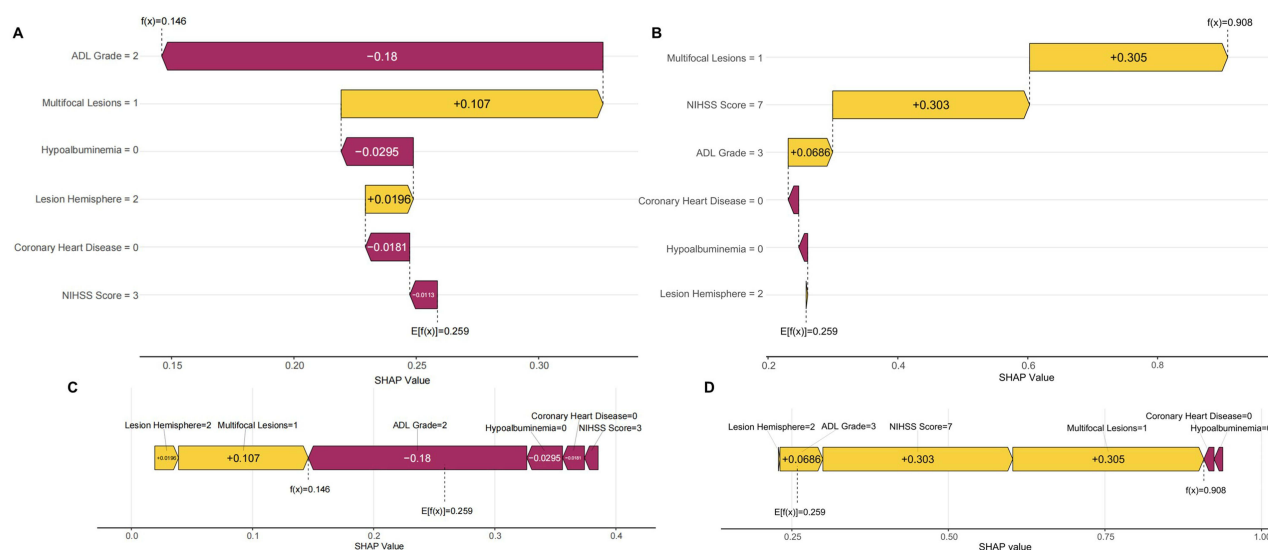 A
f(x)=0.146
ADL Grade = 2
−0.18
Multifocal Lesions = 1
+0.107
Hypoalbuminemia = 0
−0.0295
Lesion Hemisphere = 2
+0.0196
Coronary Heart Disease = 0
−0.0181
NIHSS Score = 3
−0.0113
E[f(x)]=0.259
0.15 0.20 0.25 0.30
SHAP Value
B
f(x)=0.908
Multifocal Lesions = 1
+0.305
NIHSS Score = 7
+0.303
ADL Grade = 3
+0.0686
Coronary Heart Disease = 0
Hypoalbuminemia = 0
Lesion Hemisphere = 2
E[f(x)]=0.259
0.2 0.4 0.6 0.8
SHAP Value
C
Coronary Heart Disease=0
Lesion Hemisphere=2 Multifocal Lesions=1 ADL Grade=2 Hypoalbuminemia=0 NIHSS Score=3
+0.0196 +0.107 −0.18 −0.0295 −0.0181
f(x)=0.146
E[f(x)]=0.259
0.0 0.1 0.2 0.3 0.4
SHAP Value
D
Coronary Heart Disease=0
Lesion Hemisphere=2 ADL Grade=3 NIHSS Score=7 Multifocal Lesions=1 Hypoalbuminemia=0
+0.0686 +0.303 +0.305
f(x)=0.908
E[f(x)]=0.259
0.25 0.50 0.75 1.00
SHAP Value